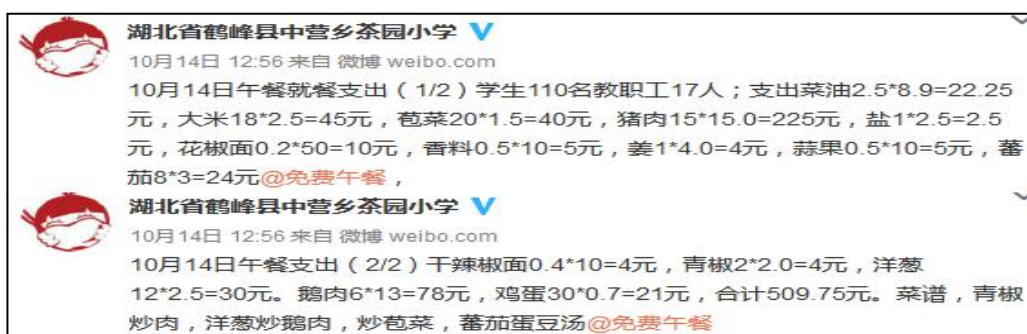 湖北省鹤峰县中营乡茶园小学
10月14日 12:56 来自 微博 weibo.com
10月14日午餐就餐支出（1/2）学生110名教职工17人；支出菜油2.5*8.9=22.25
元，大米18*2.5=45元，苞菜20*1.5=40元，猪肉15*15.0=225元，盐1*2.5=2.5
元，花椒面0.2*50=10元，香料0.5*10=5元，姜1*4.0=4元，蒜果0.5*10=5元，蕃
茄8*3=24元@免费午餐，
湖北省鹤峰县中营乡茶园小学
10月14日 12:56 来自 微博 weibo.com
10月14日午餐支出（2/2）干辣椒面0.4*10=4元，青椒2*2.0=4元，洋葱
12*2.5=30元。鹅肉6*13=78元，鸡蛋30*0.7=21元，合计509.75元。菜谱，青椒
炒肉，洋葱炒鹅肉，炒苞菜，蕃茄蛋豆汤@免费午餐